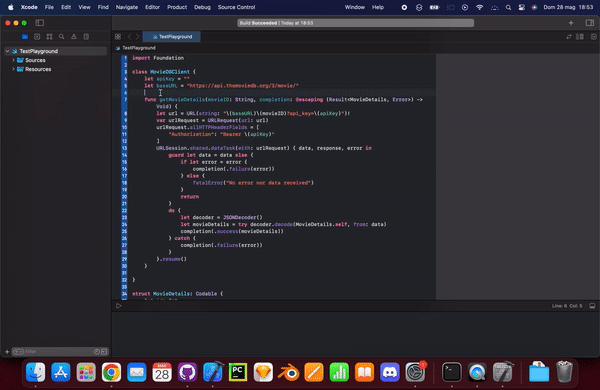 Xcode File Edit View Find Navigate Editor Product Debug Source Control Window Help Dom 28 mag 18:53
Build Succeeded | Today at 18:53
TestPlayground
TestPlayground
TestPlayground
Sources
Resources
1 import Foundation
2
3 class MovieDBClient {
4 let apiKey = ""
5 let baseURL = "https://api.themoviedb.org/3/movie/"
6
7 func getMovieDetails(movieID: String, completion: @escaping (Result<MovieDetails, Error>) ->
Void) {
8 let url = URL(string: "\(baseURL)\(movieID)?api_key=\(apiKey)")!
9 var urlRequest = URLRequest(url: url)
10 urlRequest.allHTTPHeaderFields = [
11 "Authorization": "Bearer \(apiKey)"
12 ]
13 URLSession.shared.dataTask(with: urlRequest) { data, response, error in
14 guard let data = data else {
15 if let error = error {
16 completion(.failure(error))
17 } else {
18 fatalError("No error nor data received")
19 }
20 return
21 }
22 do {
23 let decoder = JSONDecoder()
24 let movieDetails = try decoder.decode(MovieDetails.self, from: data)
25 completion(.success(movieDetails))
26 } catch {
27 completion(.failure(error))
28 }
29 }.resume()
30 }
31
32 }
33
34 struct MovieDetails: Codable {
Line: 6 Col: 5
Filter
MAG
28
PC